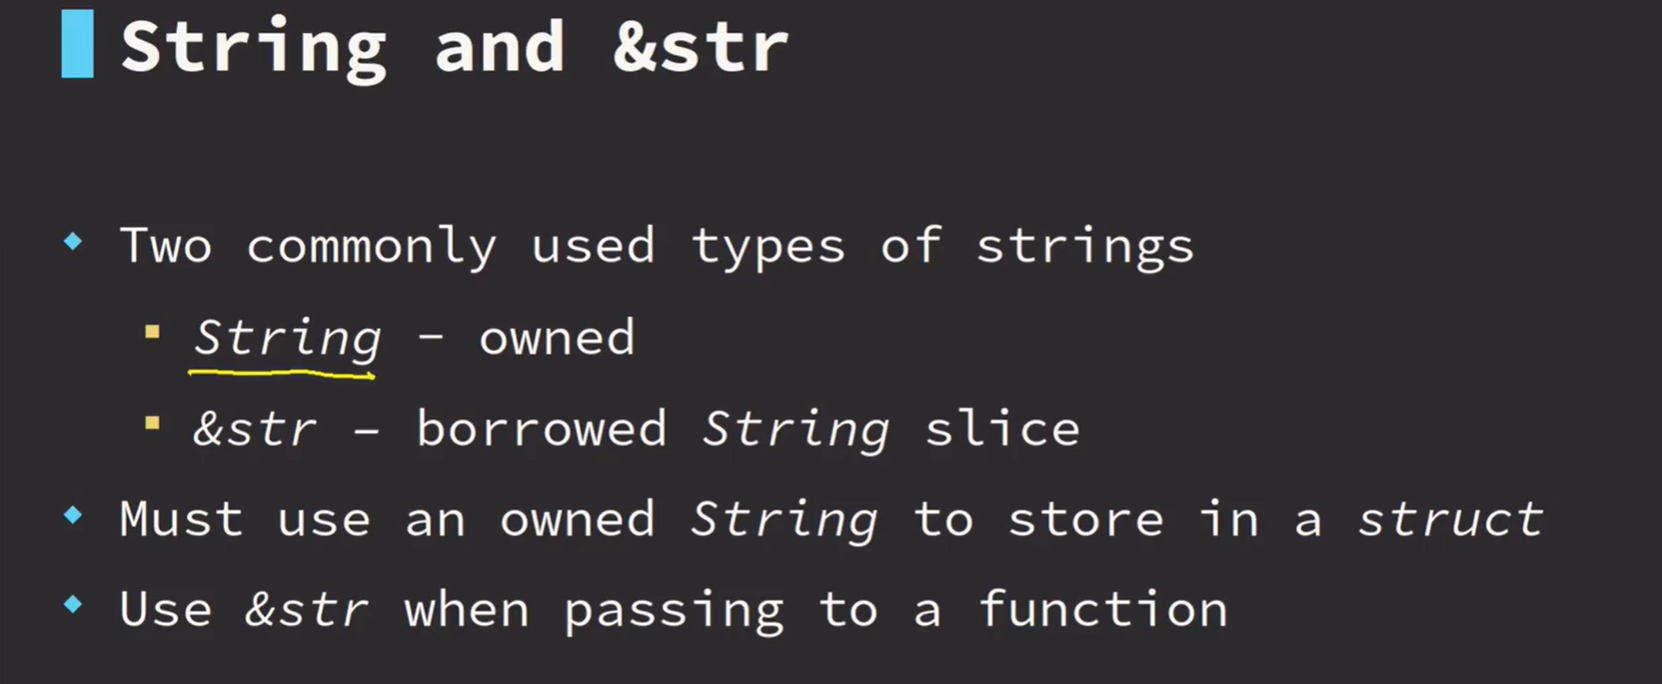 String and &str
Two commonly used types of strings
String – owned
&str – borrowed String slice
Must use an owned String to store in a struct
Use &str when passing to a function